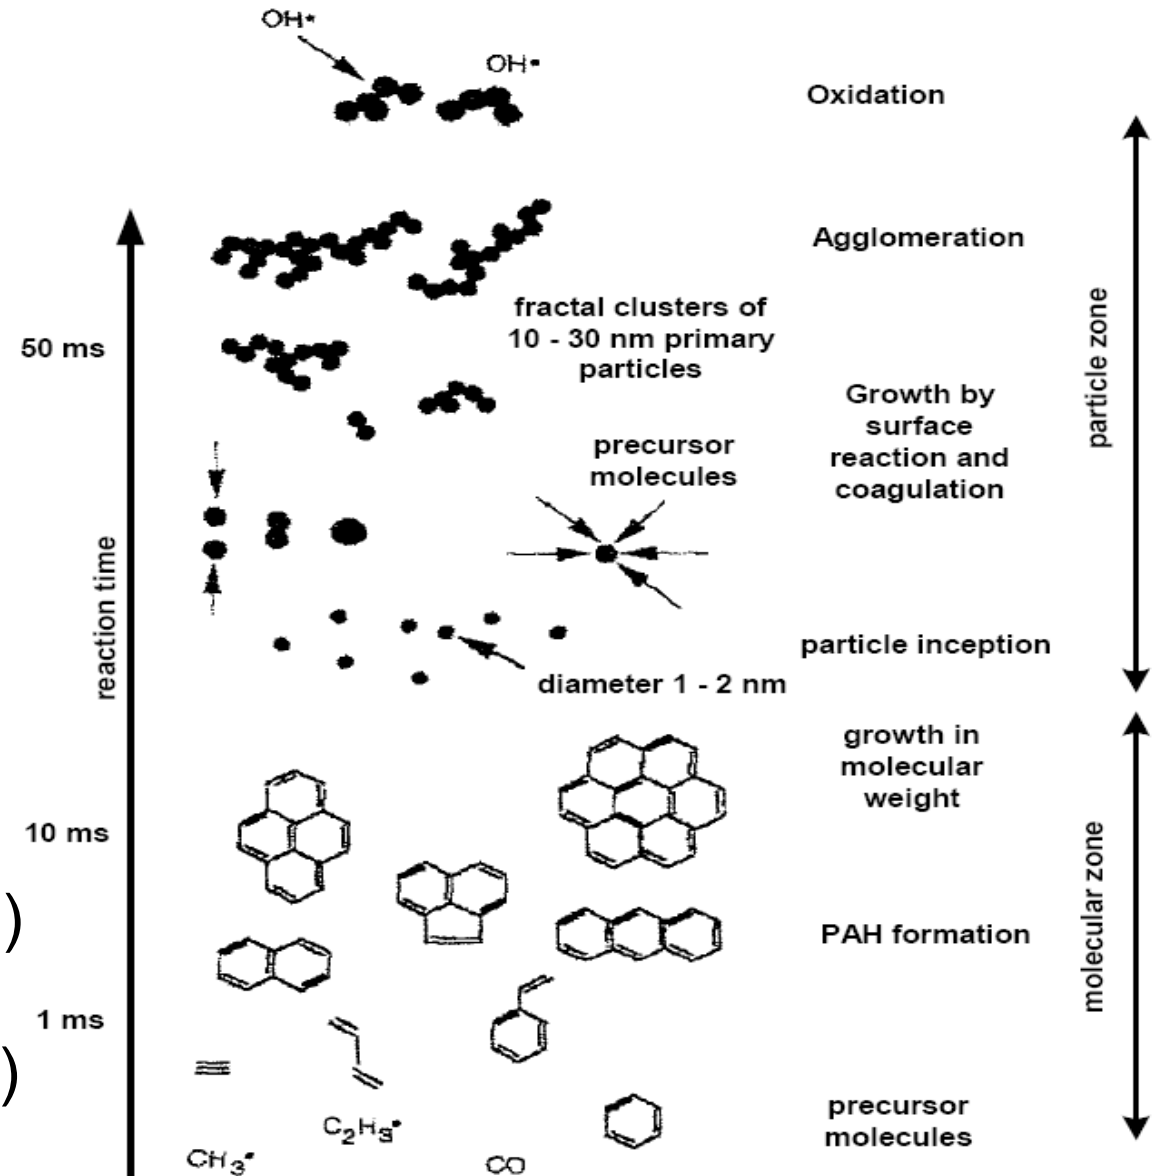 OH•
OH•
Oxidation
Agglomeration
fractal clusters of
10 - 30 nm primary
particles
50 ms
particle zone
Growth by
surface
reaction and
coagulation
precursor
molecules
reaction time
particle inception
diameter 1 - 2 nm
growth in
molecular
weight
10 ms
molecular zone
)
PAH formation
1 ms
)
precursor
molecules
C₂H₃•
CH₃•
CO